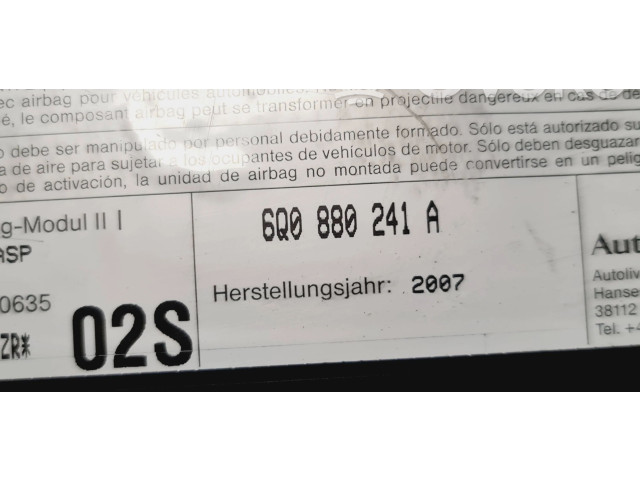 ec airbag pour véhicules automobiles.
é, le composant airbag peut se transformer en projectile dangereux en cas de dé
o debe ser manipulado por personal debidamente formado. Sólo está autorizado su
a de aire para sujetar a los ocupantes de vehículos de motor. Sólo deben desguazar
o de activación, la unidad de airbag no montada puede convertirse en un pelig
g-Modul II I
ASP
0635
ZR*
02S
6Q0 880 241 A
Herstellungsjahr: 2007
Aut
Autoliv
Hanse
38112
Tel. +4